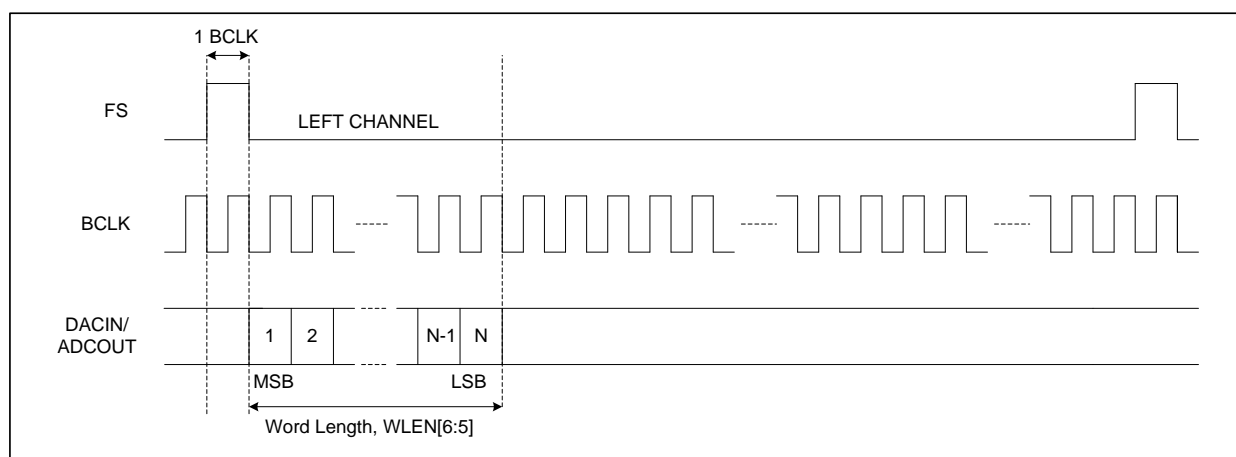 1 BCLK
FS
LEFT CHANNEL
BCLK
DACIN/
ADCOUT
1
2
N-1
N
MSB
LSB
Word Length, WLEN[6:5]